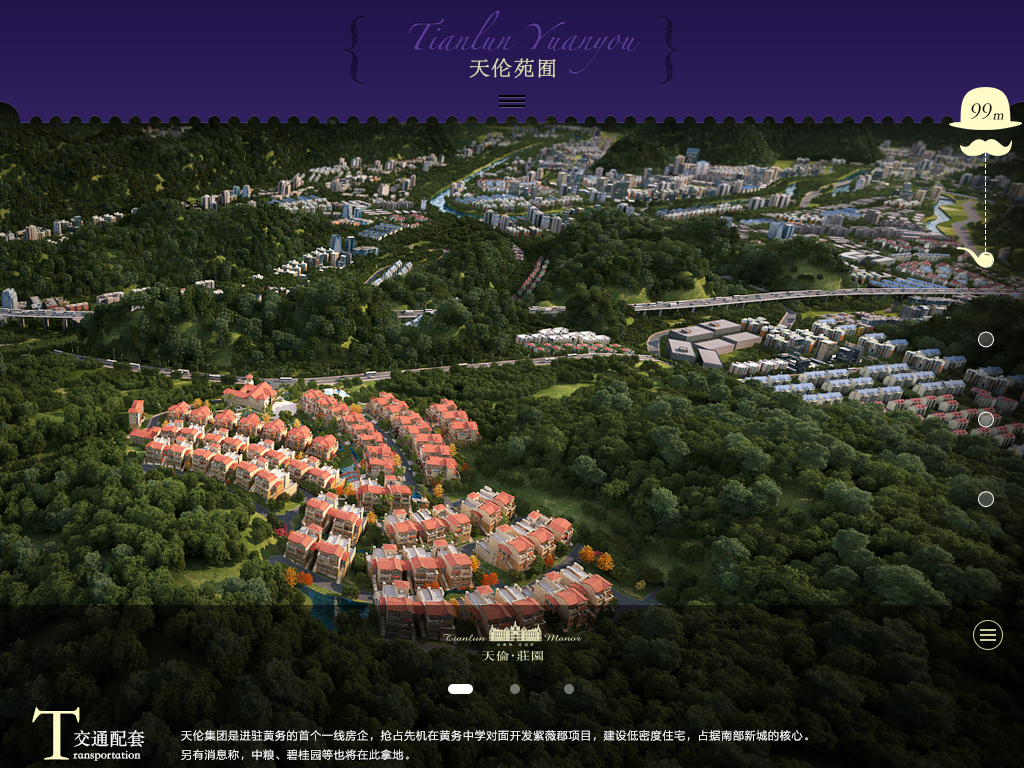 Tianlun Yuanyou
天伦苑囿
99m
Tianlun Manor
天倫·莊園
交通配套
Transportation
天伦集团是进驻黄务的首个一线房企，抢占先机在黄务中学对面开发紫薇郡项目，建设低密度住宅，占据南部新城的核心。
另有消息称，中粮、碧桂园等也将在此拿地。